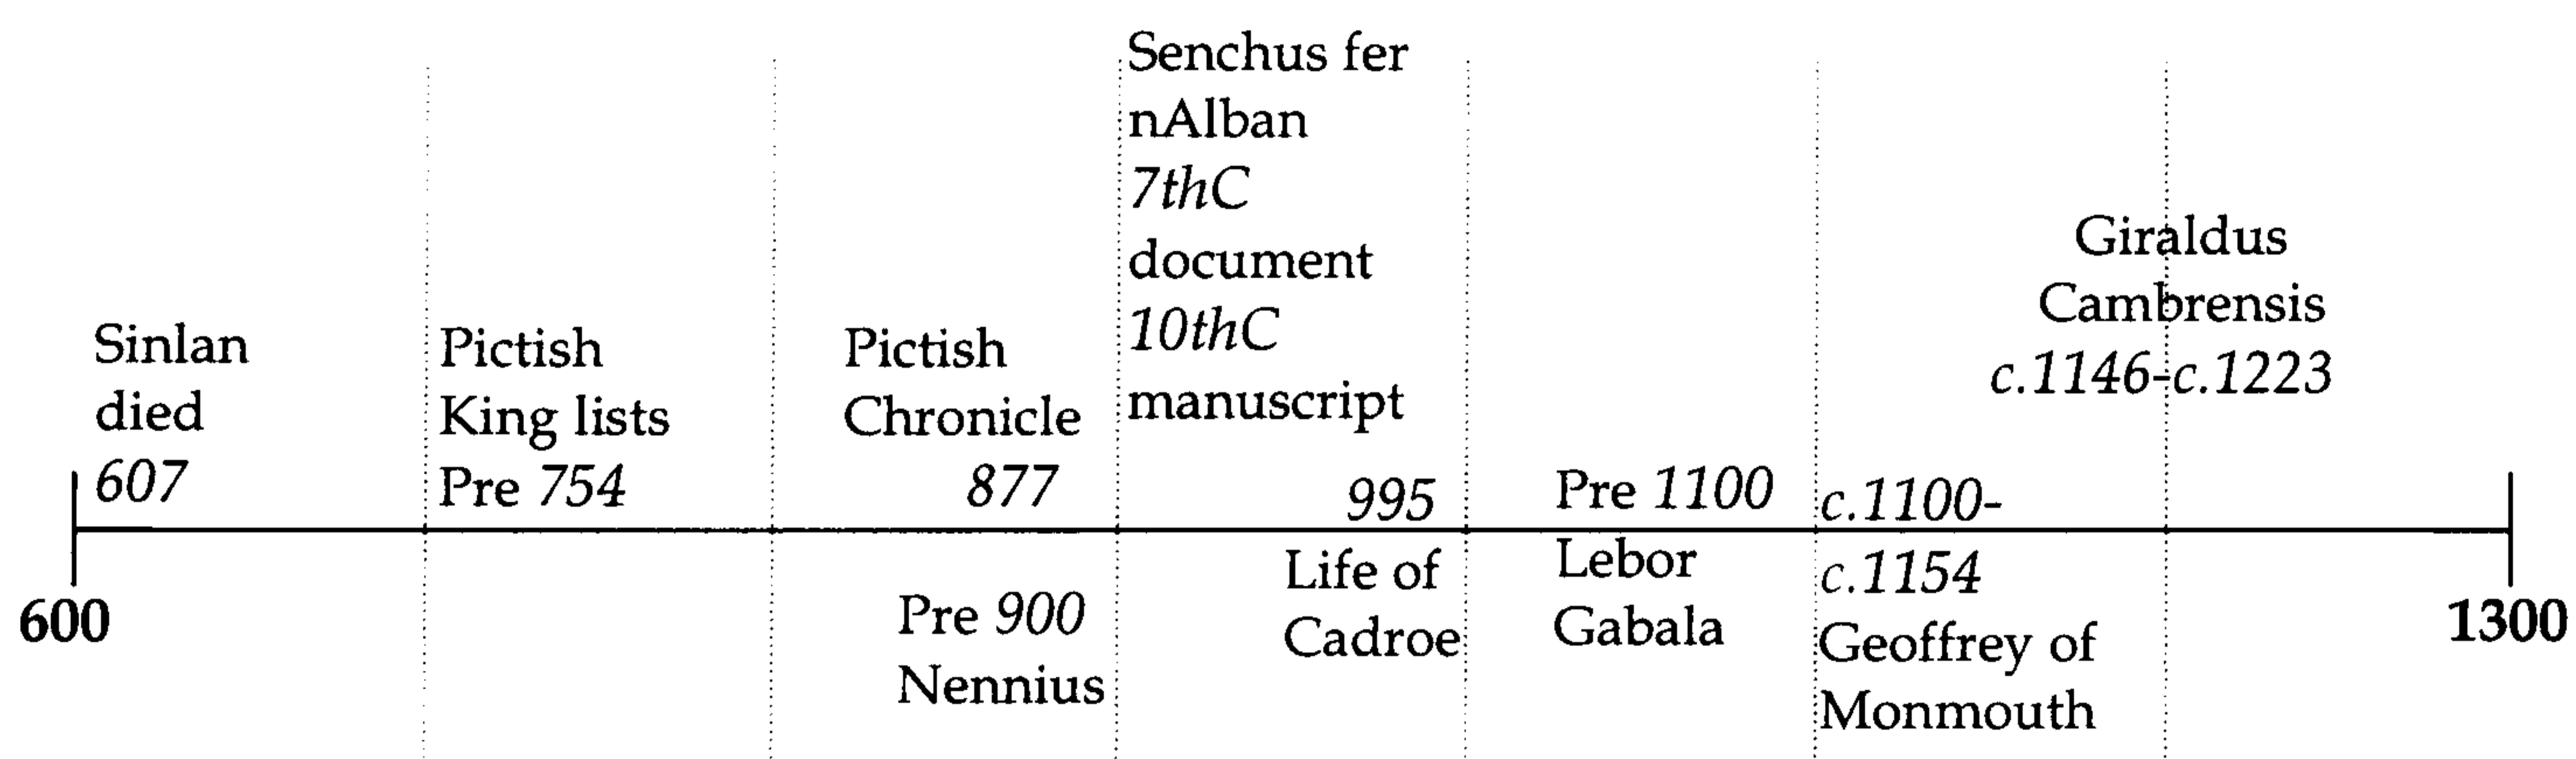 Sinlan
died
607
Pictish
King lists
Pre 754
Pictish
Chronicle
877
Pre 900
Nennius
Senchus fer
nAlban
7thC
document
10thC
manuscript
995
Life of
Cadroe
Pre 1100
Lebor
Gabala
c.1100-
c.1154
Geoffrey of
Monmouth
Giraldus
Cambrensis
c.1146-c.1223
600
1300